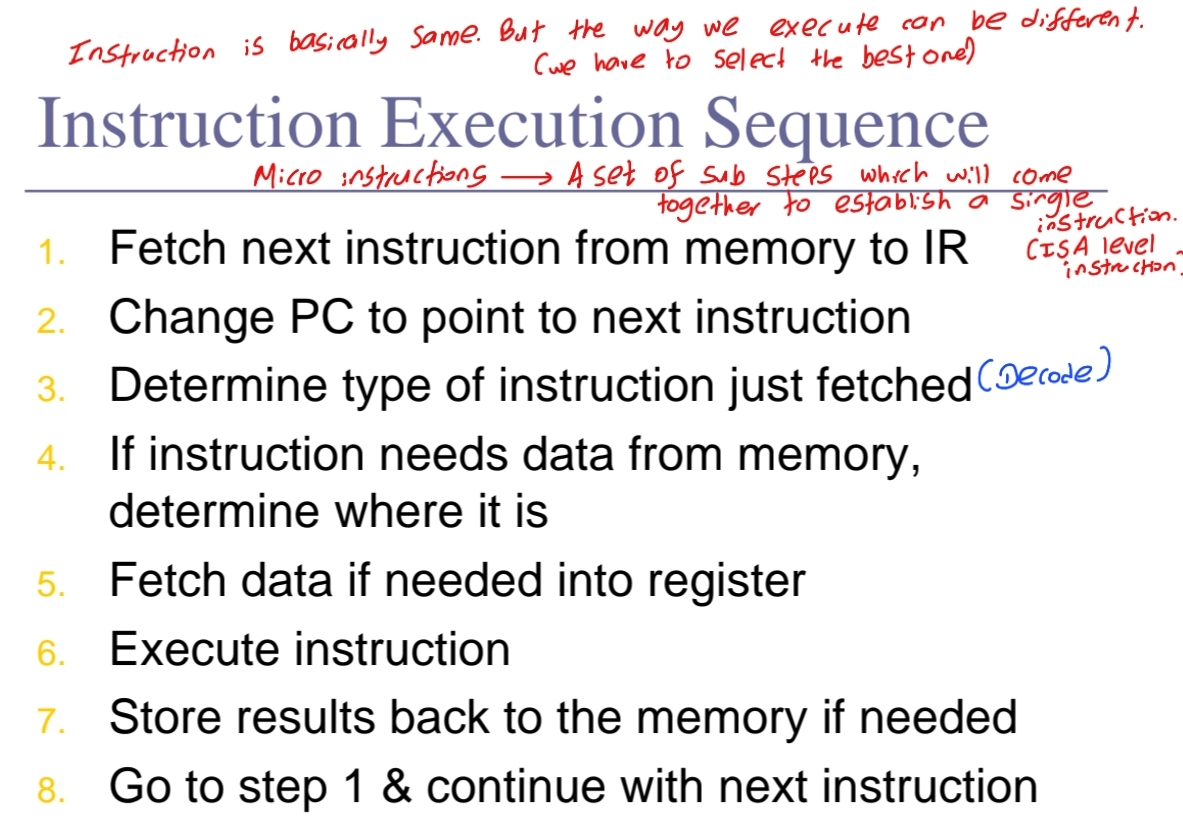 Instruction is basically same. But the way we execute can be different.
(we have to select the best one)
Instruction Execution Sequence
Micro instructions → A set of sub steps which will come
together to establish a single
instruction.
(ISA level
instruction)
1. Fetch next instruction from memory to IR
2. Change PC to point to next instruction
3. Determine type of instruction just fetched (Decode)
4. If instruction needs data from memory,
determine where it is
5. Fetch data if needed into register
6. Execute instruction
7. Store results back to the memory if needed
8. Go to step 1 & continue with next instruction